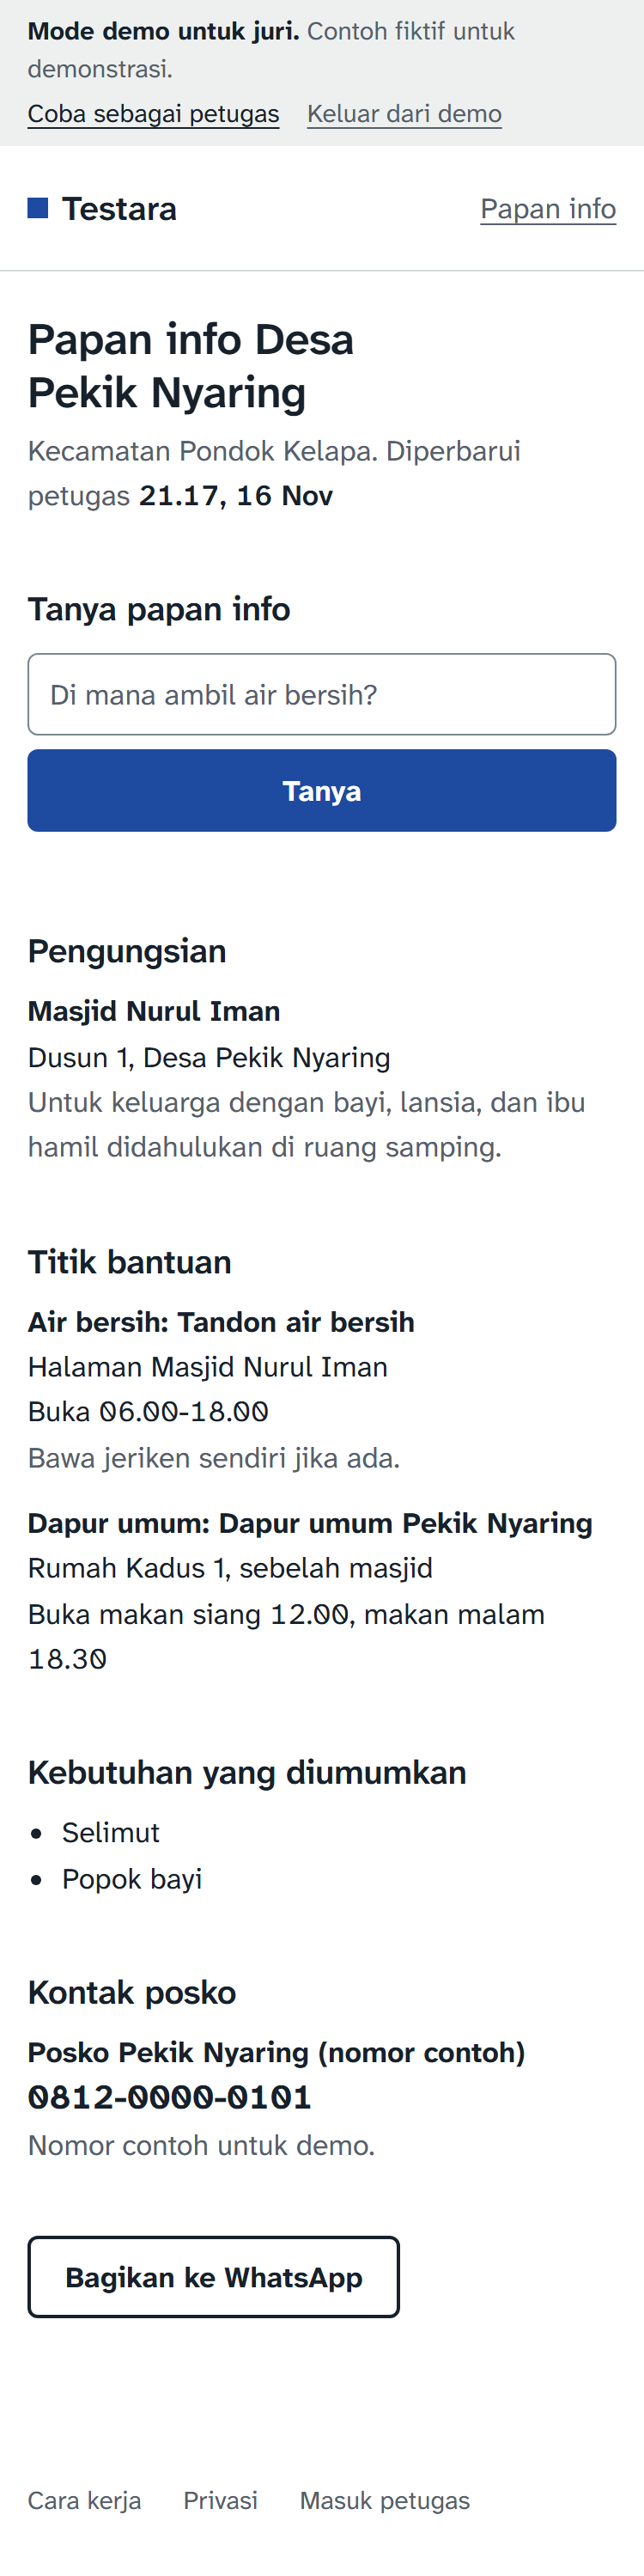 Mode demo untuk juri. Contoh fiktif untuk
demonstrasi.
Coba sebagai petugas Keluar dari demo
Testara Papan info
Papan info Desa
Pekik Nyaring
Kecamatan Pondok Kelapa. Diperbarui
petugas 21.17, 16 Nov
Tanya papan info
Di mana ambil air bersih?
Tanya
Pengungsian
Masjid Nurul Iman
Dusun 1, Desa Pekik Nyaring
Untuk keluarga dengan bayi, lansia, dan ibu
hamil didahulukan di ruang samping.
Titik bantuan
Air bersih: Tandon air bersih
Halaman Masjid Nurul Iman
Buka 06.00-18.00
Bawa jeriken sendiri jika ada.
Dapur umum: Dapur umum Pekik Nyaring
Rumah Kadus 1, sebelah masjid
Buka makan siang 12.00, makan malam
18.30
Kebutuhan yang diumumkan
• Selimut
• Popok bayi
Kontak posko
Posko Pekik Nyaring (nomor contoh)
0812-0000-0101
Nomor contoh untuk demo.
Bagikan ke WhatsApp
Cara kerja Privasi Masuk petugas